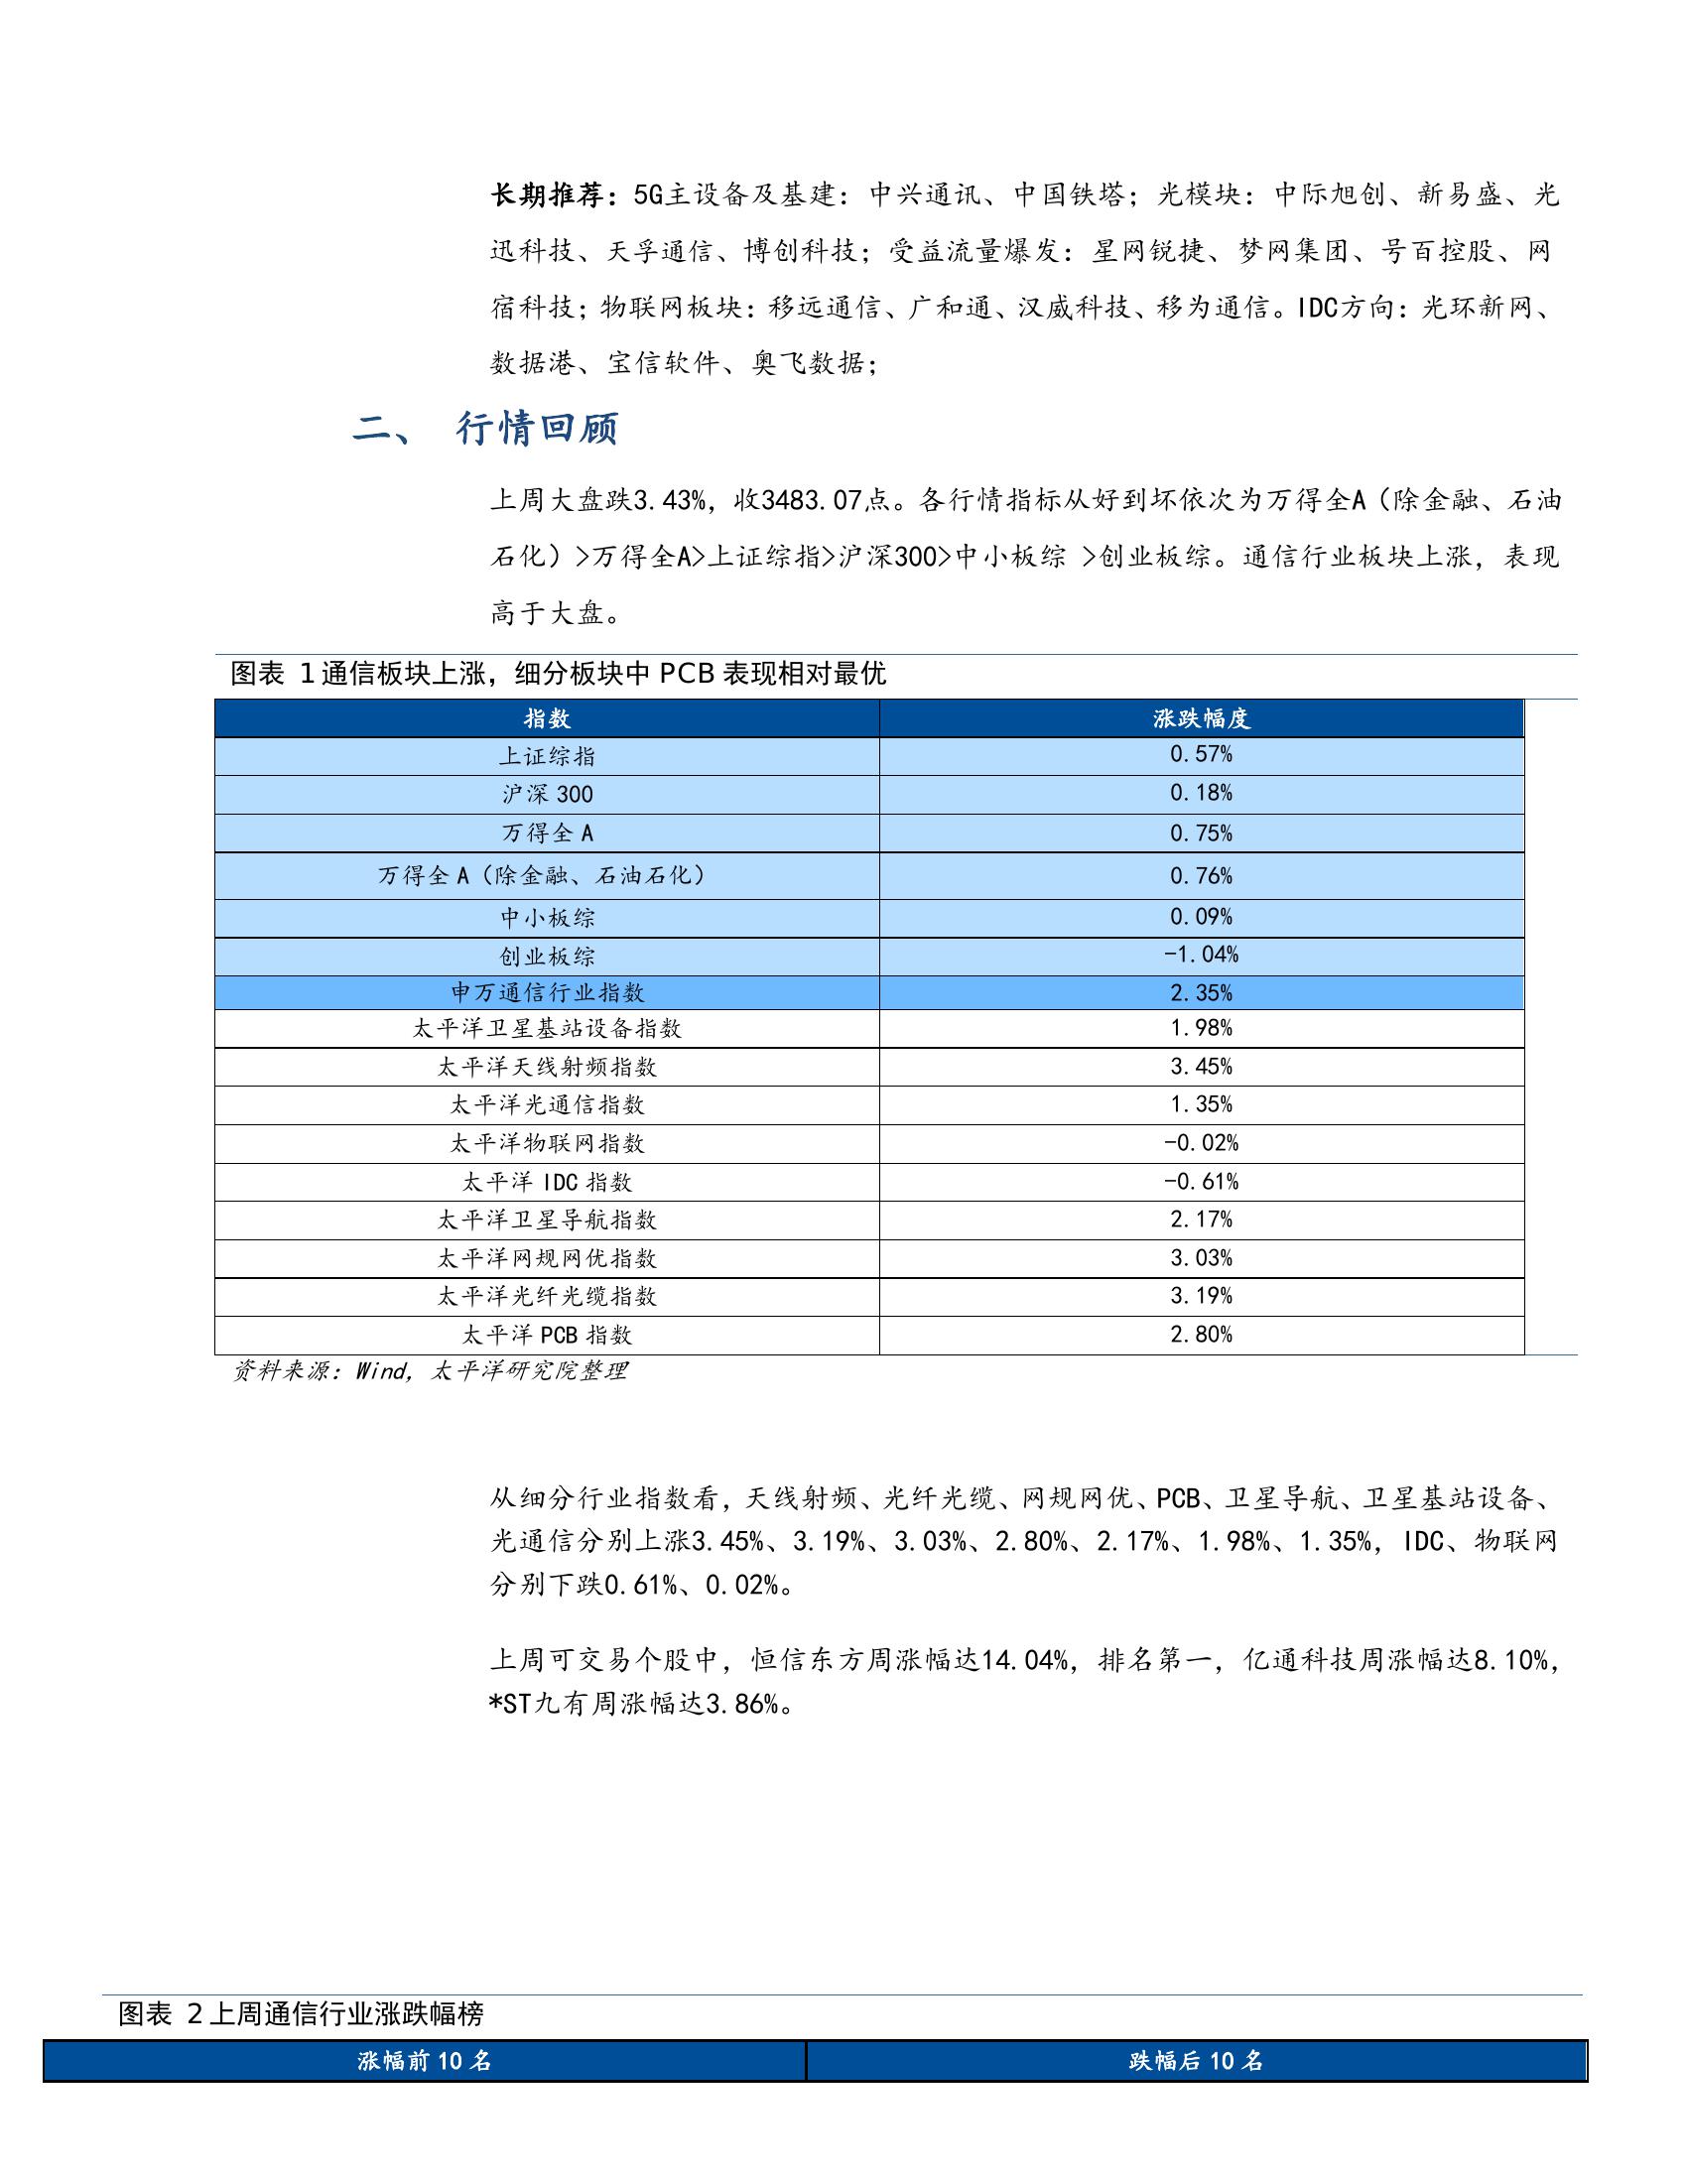 长期推荐：5G主设备及基建：中兴通讯、中国铁塔；光模块：中际旭创、新易盛、光
迅科技、天孚通信、博创科技；受益流量爆发：星网锐捷、梦网集团、号百控股、网
宿科技；物联网板块：移远通信、广和通、汉威科技、移为通信。IDC方向：光环新网、
数据港、宝信软件、奥飞数据；
二、 行情回顾
上周大盘跌3.43%，收3483.07点。各行情指标从好到坏依次为万得全A（除金融、石油
石化）>万得全A>上证综指>沪深300>中小板综 >创业板综。通信行业板块上涨，表现
高于大盘。
图表 1通信板块上涨，细分板块中 PCB 表现相对最优
指数 涨跌幅度
上证综指 0.57%
沪深 300 0.18%
万得全 A 0.75%
万得全 A（除金融、石油石化） 0.76%
中小板综 0.09%
创业板综 -1.04%
申万通信行业指数 2.35%
太平洋卫星基站设备指数 1.98%
太平洋天线射频指数 3.45%
太平洋光通信指数 1.35%
太平洋物联网指数 -0.02%
太平洋 IDC 指数 -0.61%
太平洋卫星导航指数 2.17%
太平洋网规网优指数 3.03%
太平洋光纤光缆指数 3.19%
太平洋 PCB 指数 2.80%
资料来源：Wind，太平洋研究院整理
从细分行业指数看，天线射频、光纤光缆、网规网优、PCB、卫星导航、卫星基站设备、
光通信分别上涨3.45%、3.19%、3.03%、2.80%、2.17%、1.98%、1.35%，IDC、物联网
分别下跌0.61%、0.02%。
上周可交易个股中，恒信东方周涨幅达14.04%，排名第一，亿通科技周涨幅达8.10%，
*ST九有周涨幅达3.86%。
图表 2上周通信行业涨跌幅榜
涨幅前 10 名 跌幅后 10 名